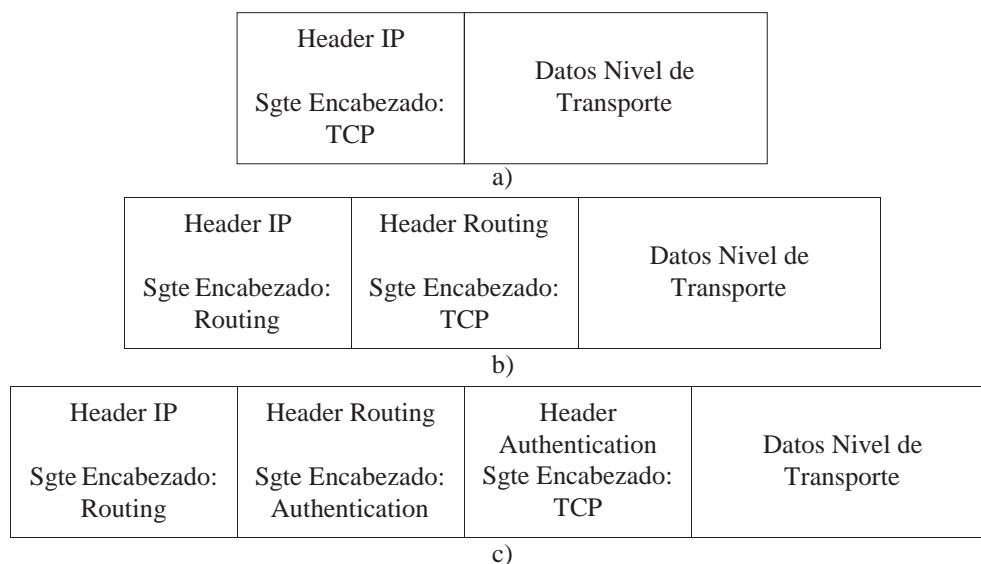 Header IP
Sgte Encabezado:
TCP
Datos Nivel de
Transporte
a)
Header IP
Sgte Encabezado:
Routing
Header Routing
Sgte Encabezado:
TCP
Datos Nivel de
Transporte
b)
Header IP
Sgte Encabezado:
Routing
Header Routing
Sgte Encabezado:
Authentication
Header
Authentication
Sgte Encabezado:
TCP
Datos Nivel de
Transporte
c)